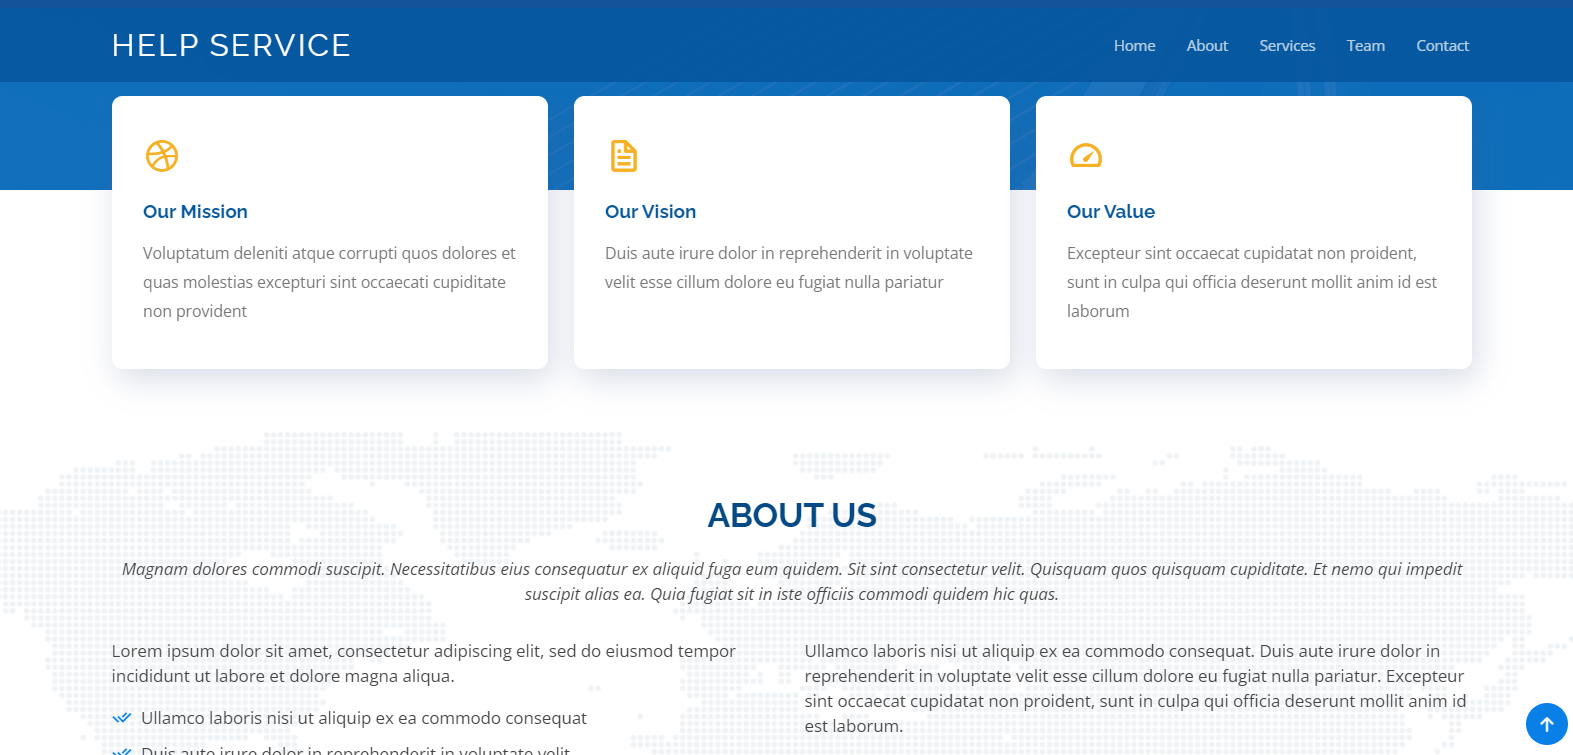 HELP SERVICE
Home About Services Team Contact
Our Mission
Voluptatum deleniti atque corrupti quos dolores et
quas molestias excepturi sint occaecati cupiditate
non provident
Our Vision
Duis aute irure dolor in reprehenderit in voluptate
velit esse cillum dolore eu fugiat nulla pariatur
Our Value
Excepteur sint occaecat cupidatat non proident,
sunt in culpa qui officia deserunt mollit anim id est
laborum
ABOUT US
Magnam dolores commodi suscipit. Necessitatibus eius consequatur ex aliquid fuga eum quidem. Sit sint consectetur velit. Quisquam quos quisquam cupiditate. Et nemo qui impedit
suscipit alias ea. Quia fugiat sit in iste officiis commodi quidem hic quas.
Lorem ipsum dolor sit amet, consectetur adipiscing elit, sed do eiusmod tempor
incididunt ut labore et dolore magna aliqua.
Ullamco laboris nisi ut aliquip ex ea commodo consequat
Duis aute irure dolor in reprehenderit in voluptate velit
Ullamco laboris nisi ut aliquip ex ea commodo consequat. Duis aute irure dolor in
reprehenderit in voluptate velit esse cillum dolore eu fugiat nulla pariatur. Excepteur
sint occaecat cupidatat non proident, sunt in culpa qui officia deserunt mollit anim id
est laborum.